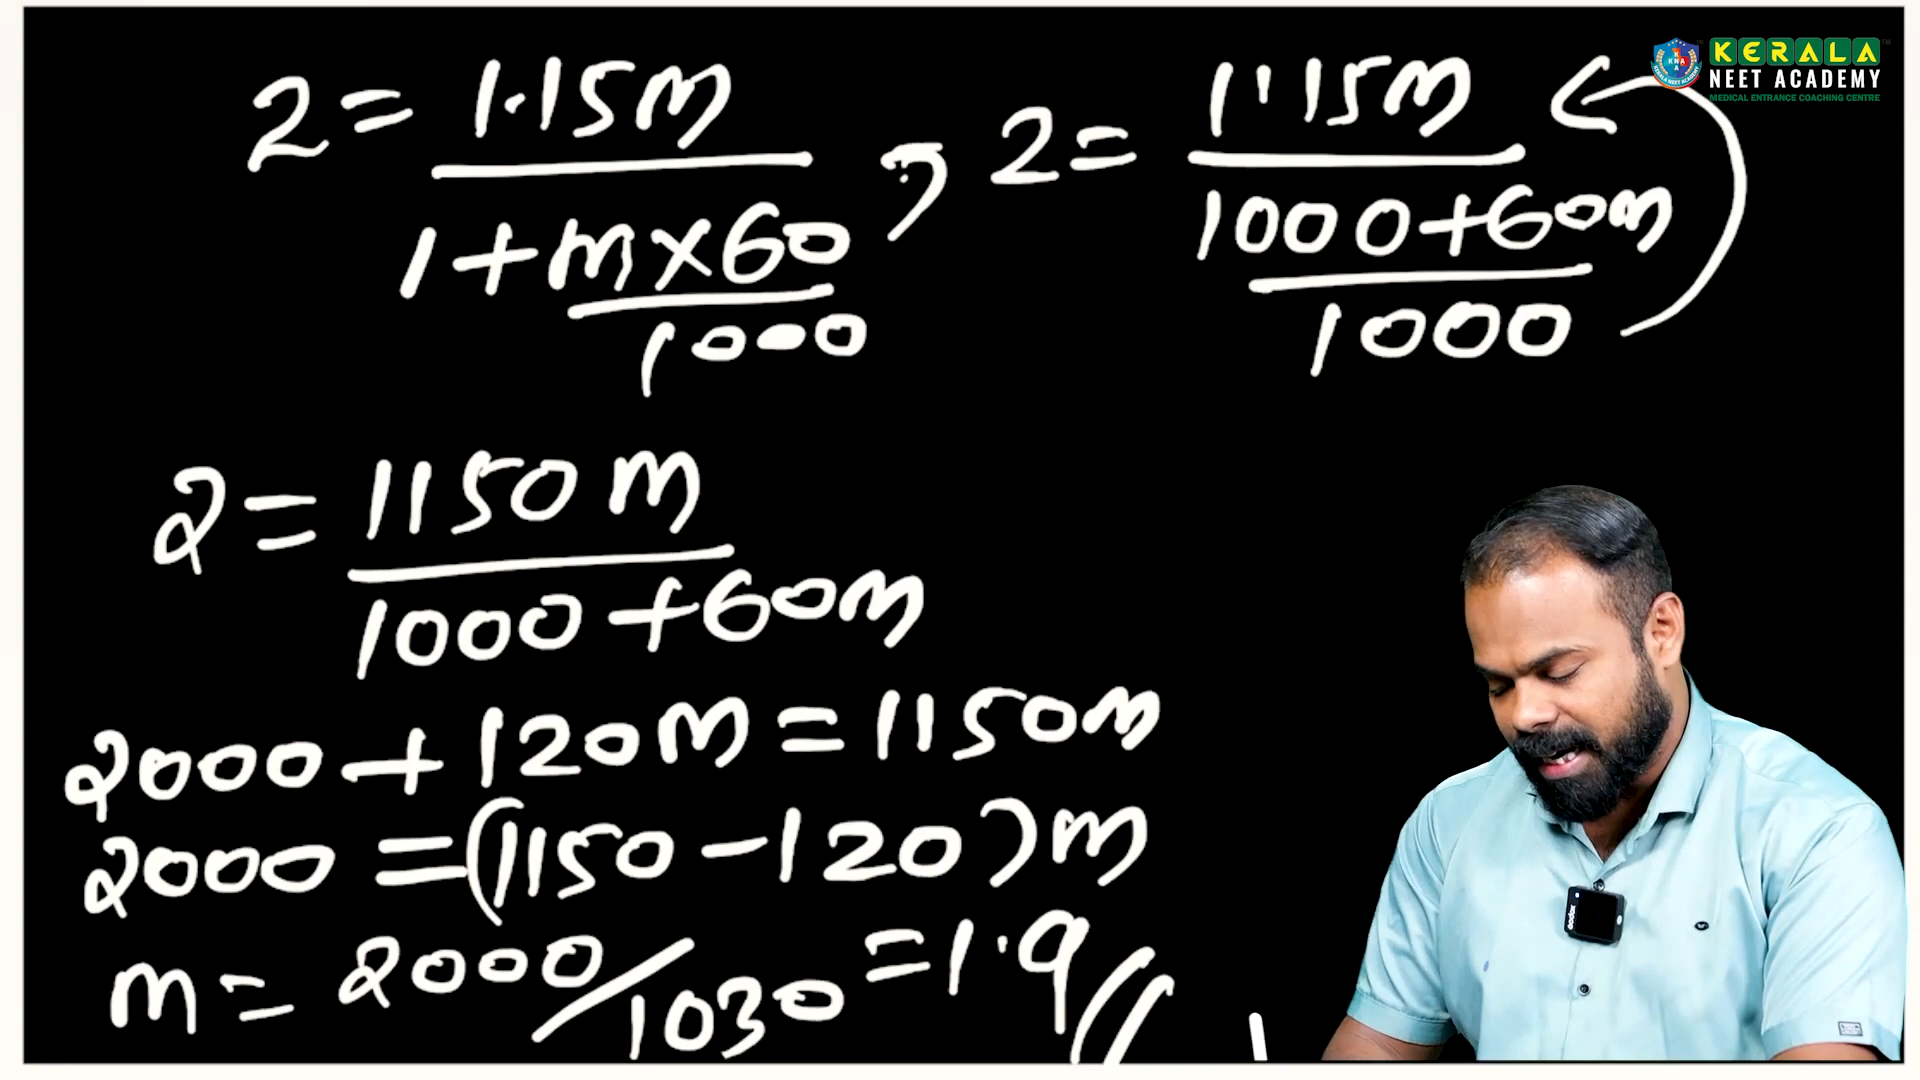 2 = 1.15m / 1 + m×60/1000 , 2 = 1.15m / (1000+60m)/1000
KERALA
NEET ACADEMY
MEDICAL ENTRANCE COACHING CENTRE
2 = 1150m / 1000+60m
2000 + 120m = 1150m
2000 = (1150-120)m
m = 2000/1030 = 1.9//